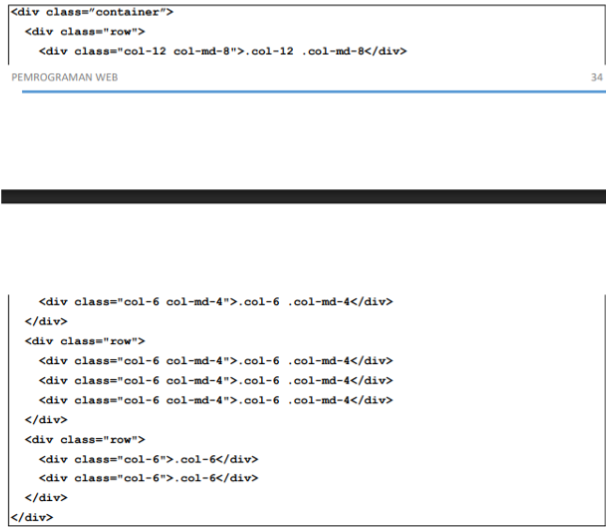 <div class="container">
  <div class="row">
    <div class="col-12 col-md-8">.col-12 .col-md-8</div>
PEMROGRAMAN WEB 34
    <div class="col-6 col-md-4">.col-6 .col-md-4</div>
  </div>
  <div class="row">
    <div class="col-6 col-md-4">.col-6 .col-md-4</div>
    <div class="col-6 col-md-4">.col-6 .col-md-4</div>
    <div class="col-6 col-md-4">.col-6 .col-md-4</div>
  </div>
  <div class="row">
    <div class="col-6">.col-6</div>
    <div class="col-6">.col-6</div>
  </div>
</div>